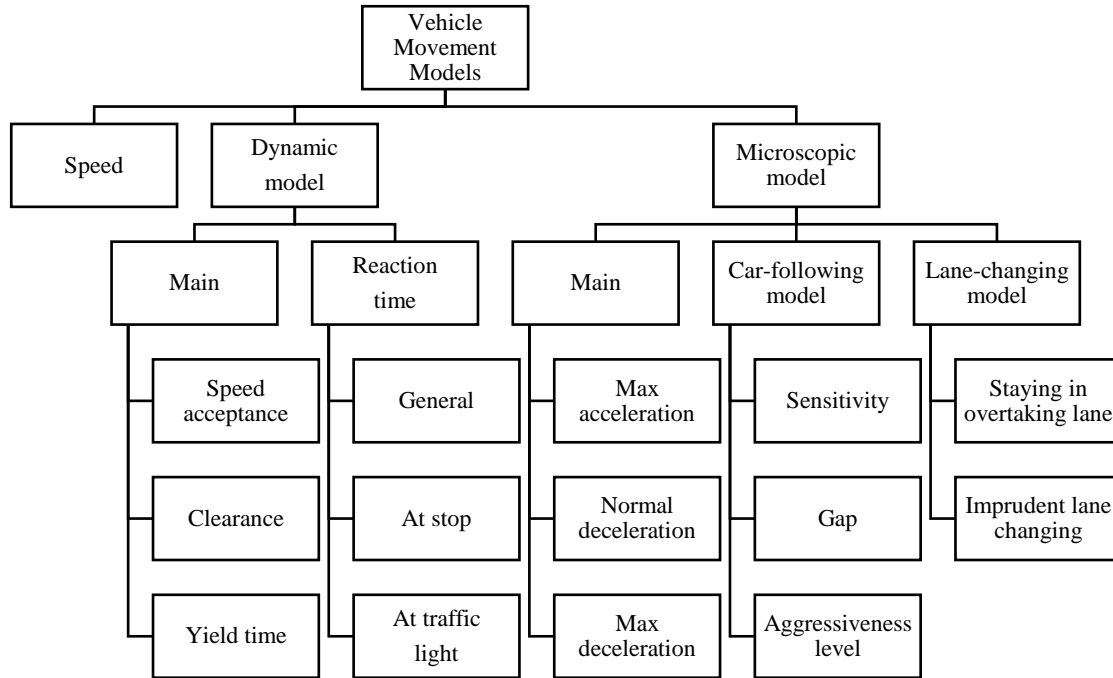 Vehicle
Movement
Models
Speed
Dynamic
model
Microscopic
model
Main
Reaction
time
Main
Car-following
model
Lane-changing
model
Speed
acceptance
General
Max
acceleration
Sensitivity
Staying in
overtaking lane
Clearance
At stop
Normal
deceleration
Gap
Imprudent lane
changing
Yield time
At traffic
light
Max
deceleration
Aggressiveness
level